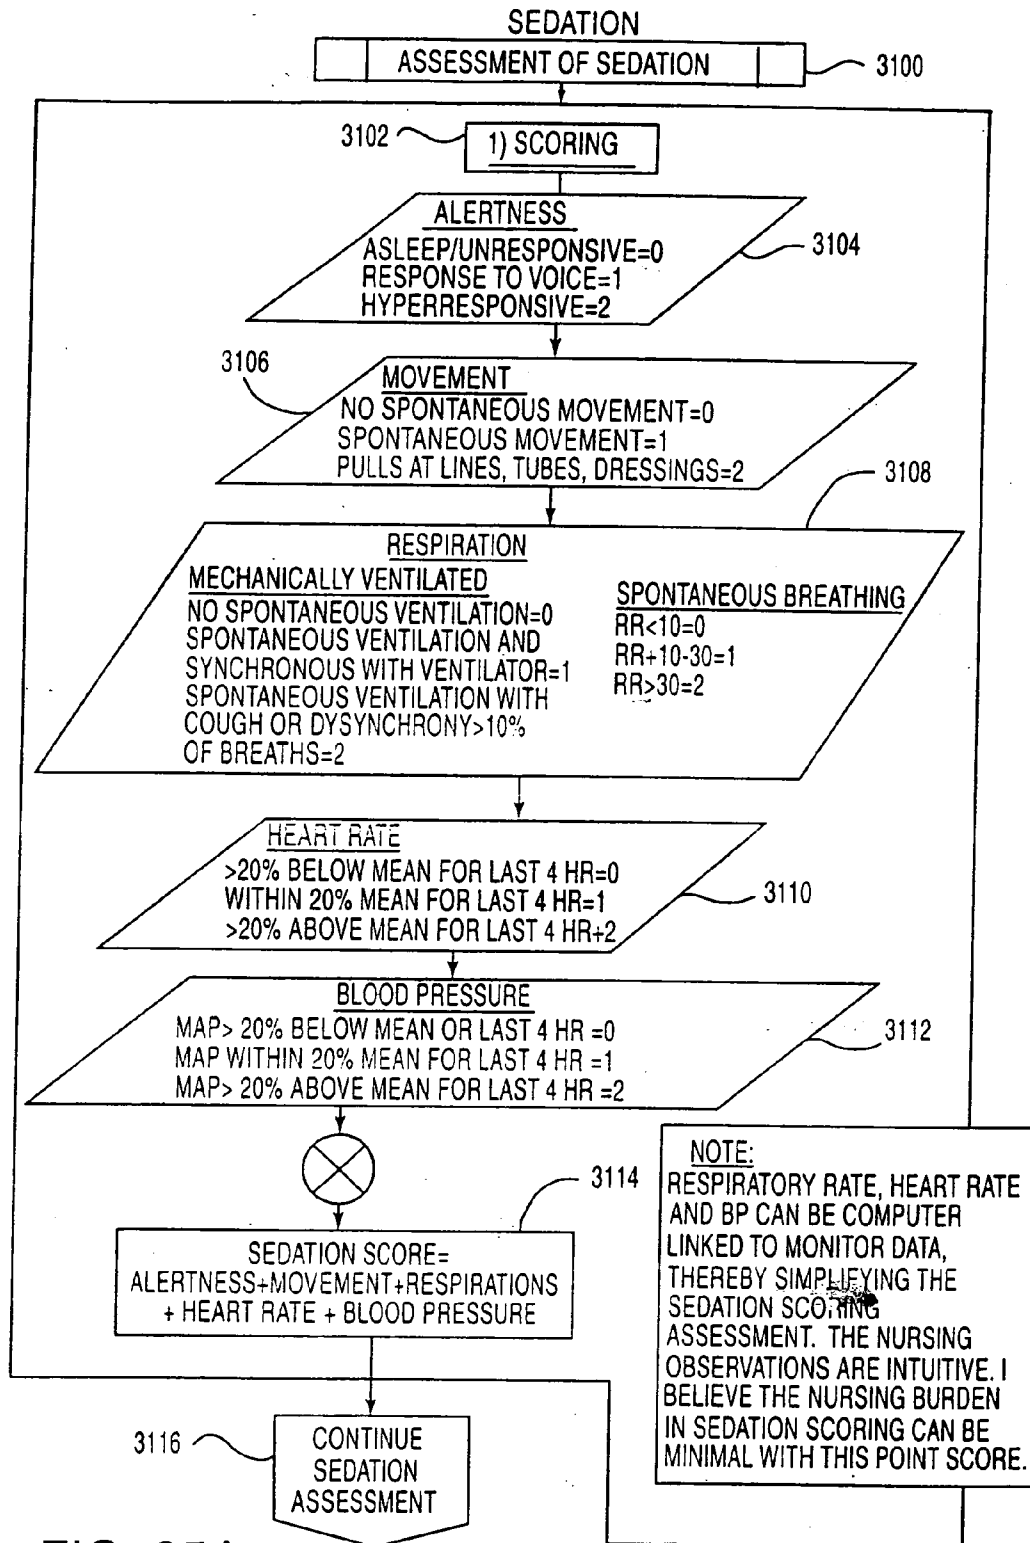 SEDATION
ASSESSMENT OF SEDATION
3100
3102
1) SCORING
ALERTNESS
ASLEEP/UNRESPONSIVE=0
RESPONSE TO VOICE=1
HYPERRESPONSIVE=2
3104
3106
MOVEMENT
NO SPONTANEOUS MOVEMENT=0
SPONTANEOUS MOVEMENT=1
PULLS AT LINES, TUBES, DRESSINGS=2
3108
RESPIRATION
MECHANICALLY VENTILATED
NO SPONTANEOUS VENTILATION=0
SPONTANEOUS VENTILATION AND
SYNCHRONOUS WITH VENTILATOR=1
SPONTANEOUS VENTILATION WITH
COUGH OR DYSYNCHRONY>10%
OF BREATHS=2
SPONTANEOUS BREATHING
RR<10=0
RR+10-30=1
RR>30=2
HEART RATE
>20% BELOW MEAN FOR LAST 4 HR=0
WITHIN 20% MEAN FOR LAST 4 HR=1
>20% ABOVE MEAN FOR LAST 4 HR+2
3110
BLOOD PRESSURE
MAP> 20% BELOW MEAN OR LAST 4 HR =0
MAP WITHIN 20% MEAN FOR LAST 4 HR =1
MAP> 20% ABOVE MEAN FOR LAST 4 HR =2
3112
3114
SEDATION SCORE=
ALERTNESS+MOVEMENT+RESPIRATIONS
+ HEART RATE + BLOOD PRESSURE
NOTE:
RESPIRATORY RATE, HEART RATE
AND BP CAN BE COMPUTER
LINKED TO MONITOR DATA,
THEREBY SIMPLIFYING THE
SEDATION SCORING
ASSESSMENT. THE NURSING
OBSERVATIONS ARE INTUITIVE. I
BELIEVE THE NURSING BURDEN
IN SEDATION SCORING CAN BE
MINIMAL WITH THIS POINT SCORE.
3116
CONTINUE
SEDATION
ASSESSMENT